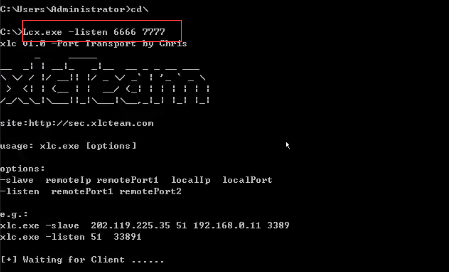 C:\Users\Administrator>cd\
C:\>Lcx.exe -listen 6666 7777
xlc v1.0 -Port Transport by Chris
site:http://sec.xlcteam.com
usage: xlc.exe [options]
options:
-slave remoteIp remotePort1 localIp localPort
-listen remotePort1 remotePort2
e.g.:
xlc.exe -slave 202.119.225.35 51 192.168.0.11 3389
xlc.exe -listen 51 33891
[+] Waiting for Client ......